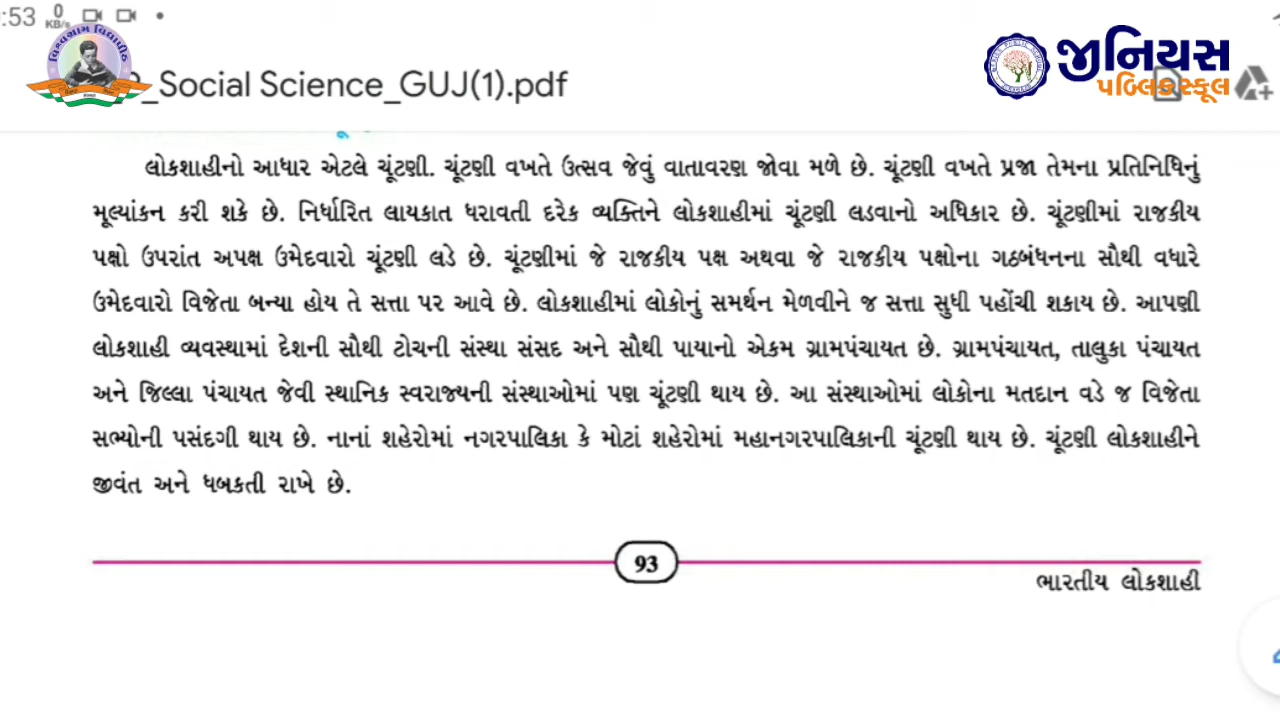 :53 0 KB/s
વિશ્વગ્રામ વિદ્યાપીઠ
_Social Science_GUJ(1).pdf
જીનિયસ
પબ્લિક સ્કૂલ
લોકશાહીનો આધાર એટલે ચૂંટણી. ચૂંટણી વખતે ઉત્સવ જેવું વાતાવરણ જોવા મળે છે. ચૂંટણી વખતે પ્રજા તેમના પ્રતિનિધિનું
મૂલ્યાંકન કરી શકે છે. નિર્ધારિત લાયકાત ધરાવતી દરેક વ્યક્તિને લોકશાહીમાં ચૂંટણી લડવાનો અધિકાર છે. ચૂંટણીમાં રાજકીય
પક્ષો ઉપરાંત અપક્ષ ઉમેદવારો ચૂંટણી લડે છે. ચૂંટણીમાં જે રાજકીય પક્ષ અથવા જે રાજકીય પક્ષોના ગઠબંધનના સૌથી વધારે
ઉમેદવારો વિજેતા બન્યા હોય તે સત્તા પર આવે છે. લોકશાહીમાં લોકોનું સમર્થન મેળવીને જ સત્તા સુધી પહોંચી શકાય છે. આપણી
લોકશાહી વ્યવસ્થામાં દેશની સૌથી ટોચની સંસ્થા સંસદ અને સૌથી પાયાનો એકમ ગ્રામપંચાયત છે. ગ્રામપંચાયત, તાલુકા પંચાયત
અને જિલ્લા પંચાયત જેવી સ્થાનિક સ્વરાજ્યની સંસ્થાઓમાં પણ ચૂંટણી થાય છે. આ સંસ્થાઓમાં લોકોના મતદાન વડે જ વિજેતા
સભ્યોની પસંદગી થાય છે. નાનાં શહેરોમાં નગરપાલિકા કે મોટાં શહેરોમાં મહાનગરપાલિકાની ચૂંટણી થાય છે. ચૂંટણી લોકશાહીને
જીવંત અને ધબકતી રાખે છે.
93
ભારતીય લોકશાહી